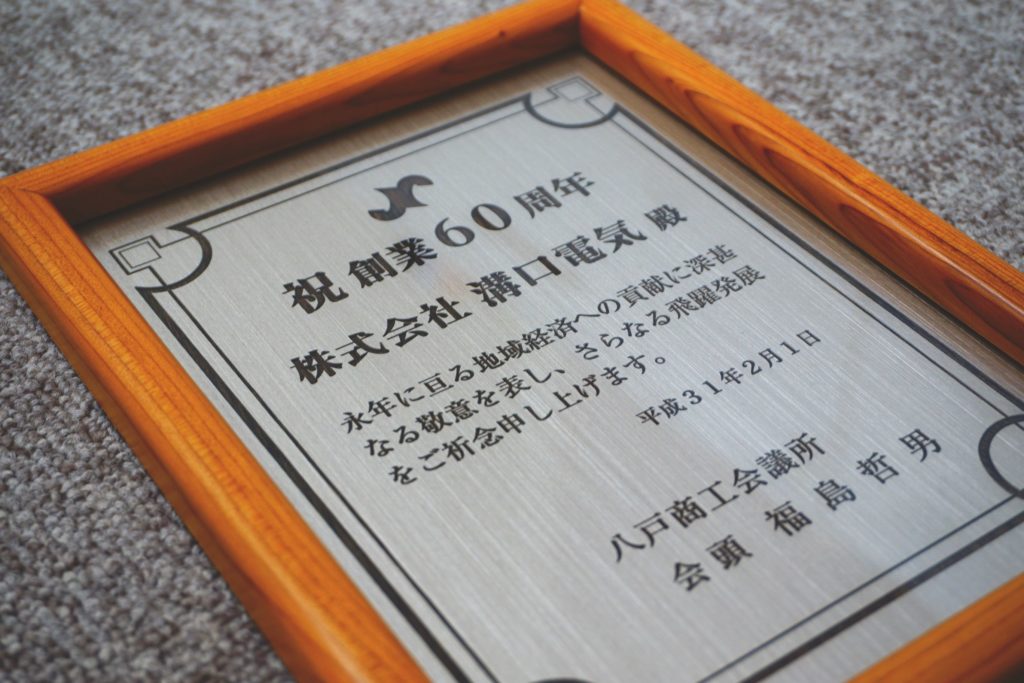 祝 創業60周年
株式会社 溝口電気 殿
永年に亘る地域経済への貢献に深甚
なる敬意を表し、さらなる飛躍発展
をご祈念申し上げます。
平成31年2月1日
八戸商工会議所
会頭 福島哲男